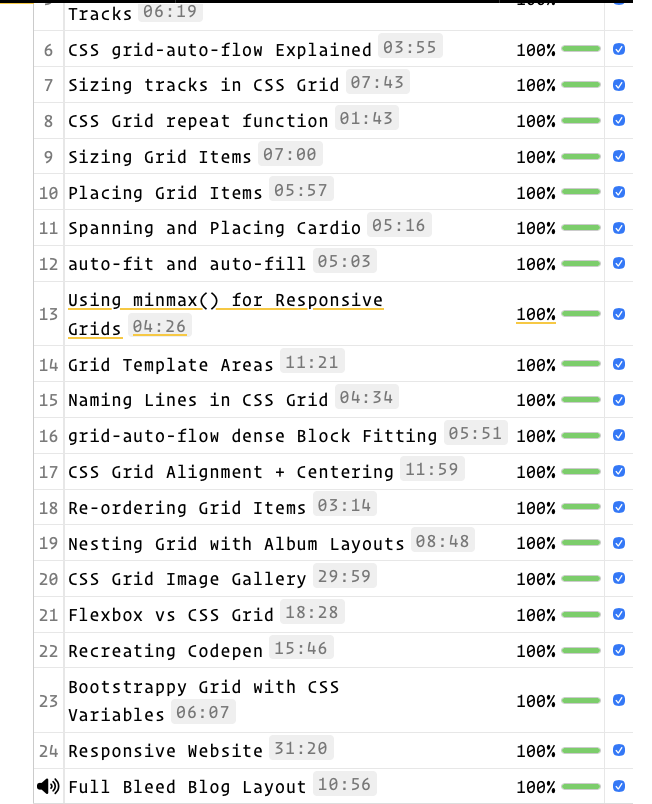 Tracks 06:19
6 CSS grid-auto-flow Explained 03:55 100%
7 Sizing tracks in CSS Grid 07:43 100%
8 CSS Grid repeat function 01:43 100%
9 Sizing Grid Items 07:00 100%
10 Placing Grid Items 05:57 100%
11 Spanning and Placing Cardio 05:16 100%
12 auto-fit and auto-fill 05:03 100%
13 Using minmax() for Responsive
Grids 04:26 100%
14 Grid Template Areas 11:21 100%
15 Naming Lines in CSS Grid 04:34 100%
16 grid-auto-flow dense Block Fitting 05:51 100%
17 CSS Grid Alignment + Centering 11:59 100%
18 Re-ordering Grid Items 03:14 100%
19 Nesting Grid with Album Layouts 08:48 100%
20 CSS Grid Image Gallery 29:59 100%
21 Flexbox vs CSS Grid 18:28 100%
22 Recreating Codepen 15:46 100%
23 Bootstrappy Grid with CSS
Variables 06:07 100%
24 Responsive Website 31:20 100%
Full Bleed Blog Layout 10:56 100%